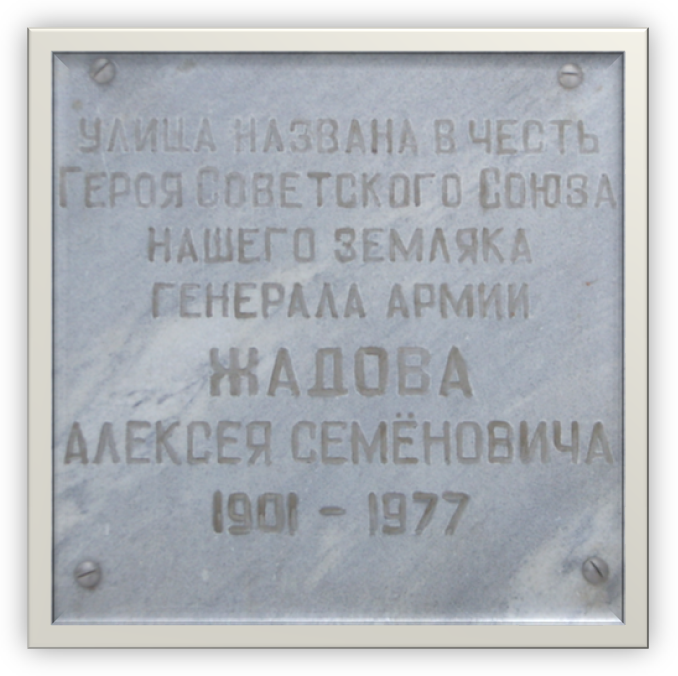 УЛИЦА НАЗВАНА В ЧЕСТЬ
ГЕРОЯ СОВЕТСКОГО СОЮЗА
НАШЕГО ЗЕМЛЯКА
ГЕНЕРАЛА АРМИИ
ЖАДОВА
АЛЕКСЕЯ СЕМЁНОВИЧА
1901 - 1977